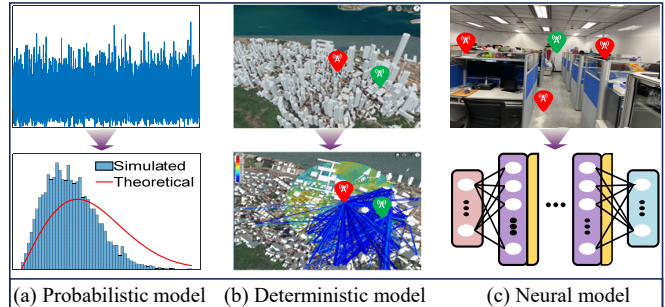 Simulated
Theoretical
(a) Probabilistic model (b) Deterministic model (c) Neural model